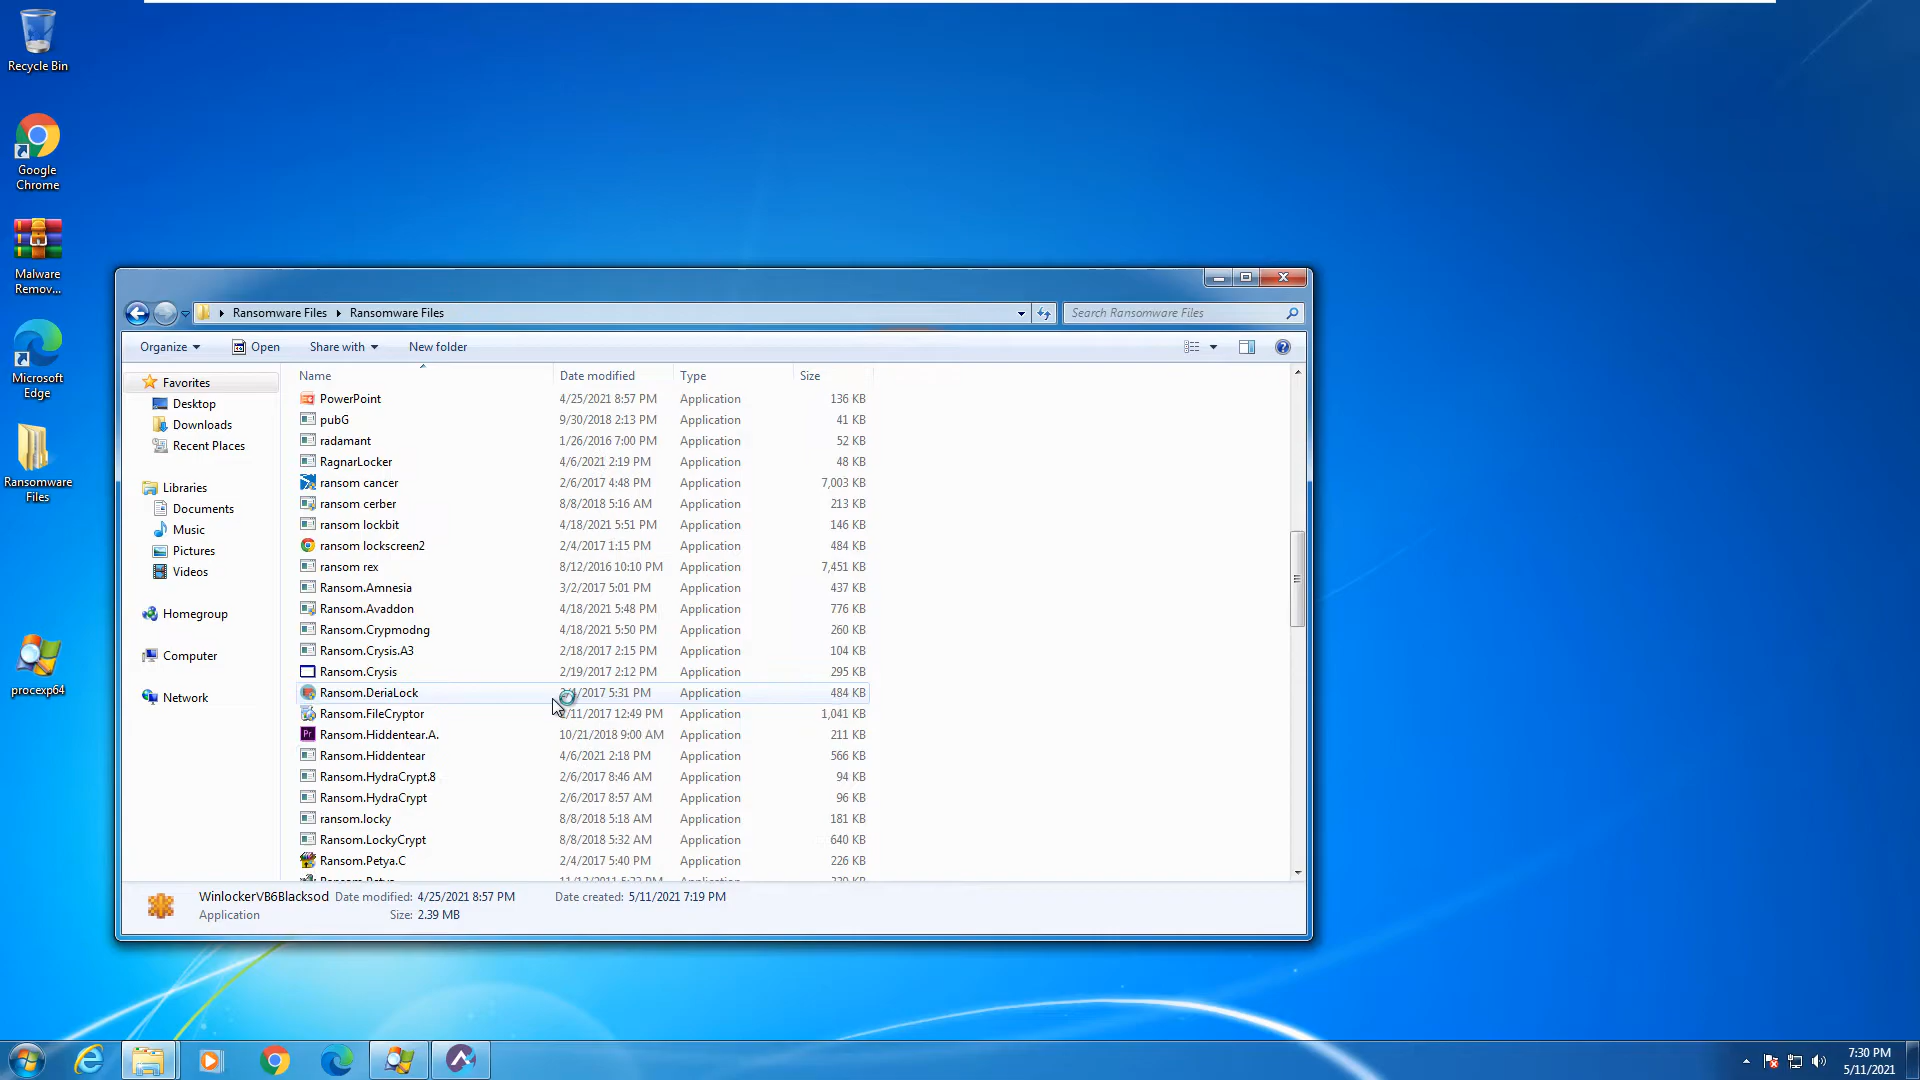 Recycle Bin
Google
Chrome
Malware
Remov...
Microsoft
Edge
Ransomware
Files
procexp64
Ransomware Files Ransomware Files
Search Ransomware Files
Organize Open Share with New folder
Favorites
Desktop
Downloads
Recent Places
Libraries
Documents
Music
Pictures
Videos
Homegroup
Computer
Network
Name Date modified Type Size
PowerPoint 4/25/2021 8:57 PM Application 136 KB
pubG 9/30/2018 2:13 PM Application 41 KB
radamant 1/26/2016 7:00 PM Application 52 KB
RagnarLocker 4/6/2021 2:19 PM Application 48 KB
ransom cancer 2/6/2017 4:48 PM Application 7,003 KB
ransom cerber 8/8/2018 5:16 AM Application 213 KB
ransom lockbit 4/18/2021 5:51 PM Application 146 KB
ransom lockscreen2 2/4/2017 1:15 PM Application 484 KB
ransom rex 8/12/2016 10:10 PM Application 7,451 KB
Ransom.Amnesia 3/2/2017 5:01 PM Application 437 KB
Ransom.Avaddon 4/18/2021 5:48 PM Application 776 KB
Ransom.Crypmodng 4/18/2021 5:50 PM Application 260 KB
Ransom.Crysis.A3 2/18/2017 2:15 PM Application 104 KB
Ransom.Crysis 2/19/2017 2:12 PM Application 295 KB
Ransom.DeriaLock 5:31 PM Application 484 KB
Ransom.FileCryptor 12:49 PM Application 1,041 KB
Ransom.Hiddentear.A. 10/21/2018 9:00 AM Application 211 KB
Ransom.Hiddentear 4/6/2021 2:18 PM Application 566 KB
Ransom.HydraCrypt.8 2/6/2017 8:46 AM Application 94 KB
Ransom.HydraCrypt 2/6/2017 8:57 AM Application 96 KB
ransom.locky 8/8/2018 5:18 AM Application 181 KB
Ransom.LockyCrypt 8/8/2018 5:32 AM Application 640 KB
Ransom.Petya.C 2/4/2017 5:40 PM Application 226 KB
WinlockerVB6Blacksod Date modified: 4/25/2021 8:57 PM Date created: 5/11/2021 7:19 PM
Application Size: 2.39 MB
7:30 PM
5/11/2021